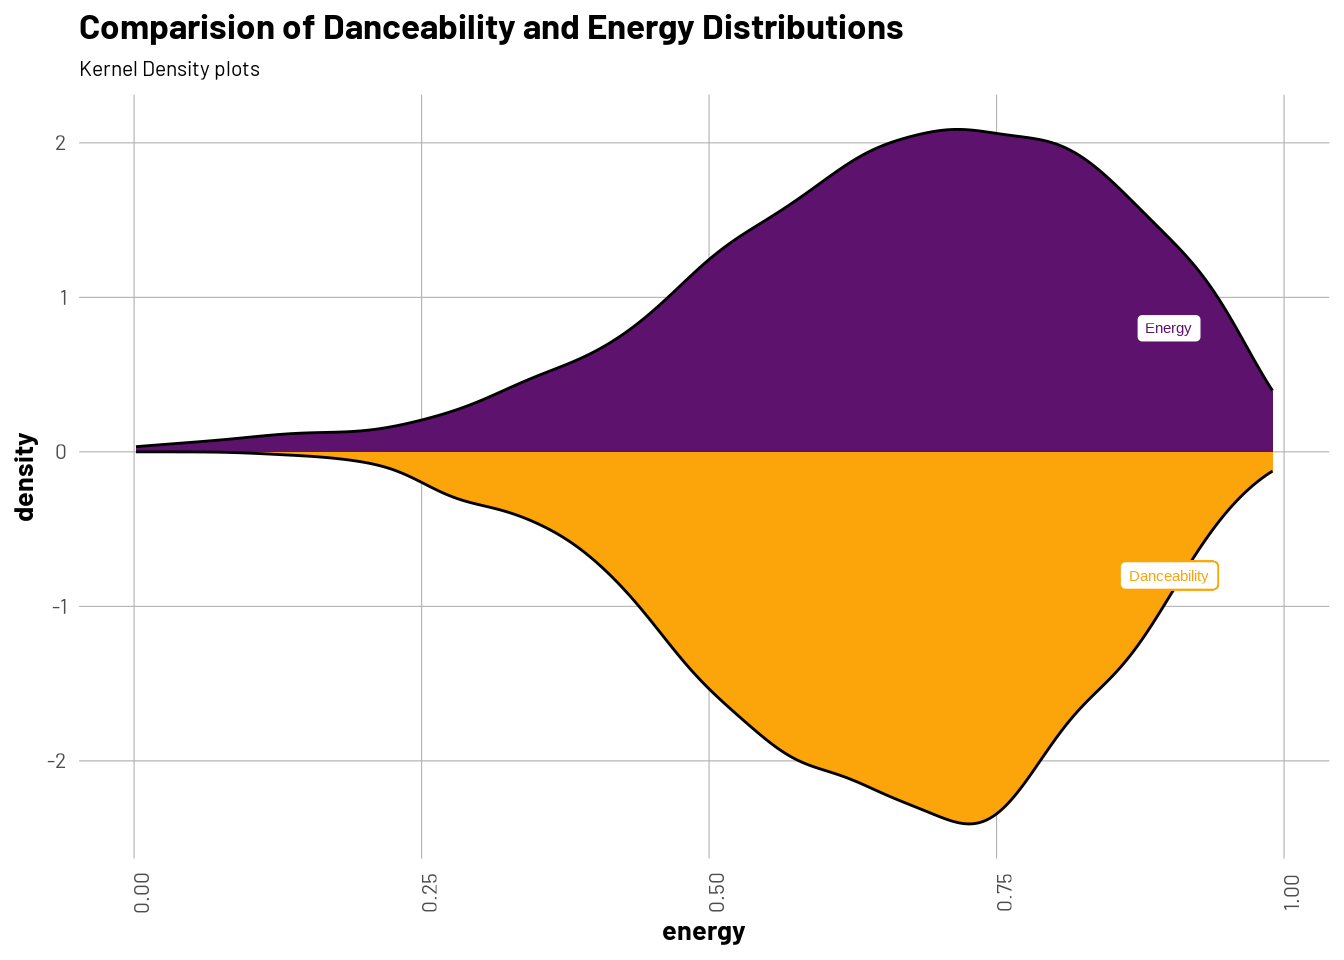 Comparision of Danceability and Energy Distributions
Kernel Density plots
2
1
0
-1
-2
density
Energy
Danceability
0.00
0.25
0.50
0.75
1.00
energy